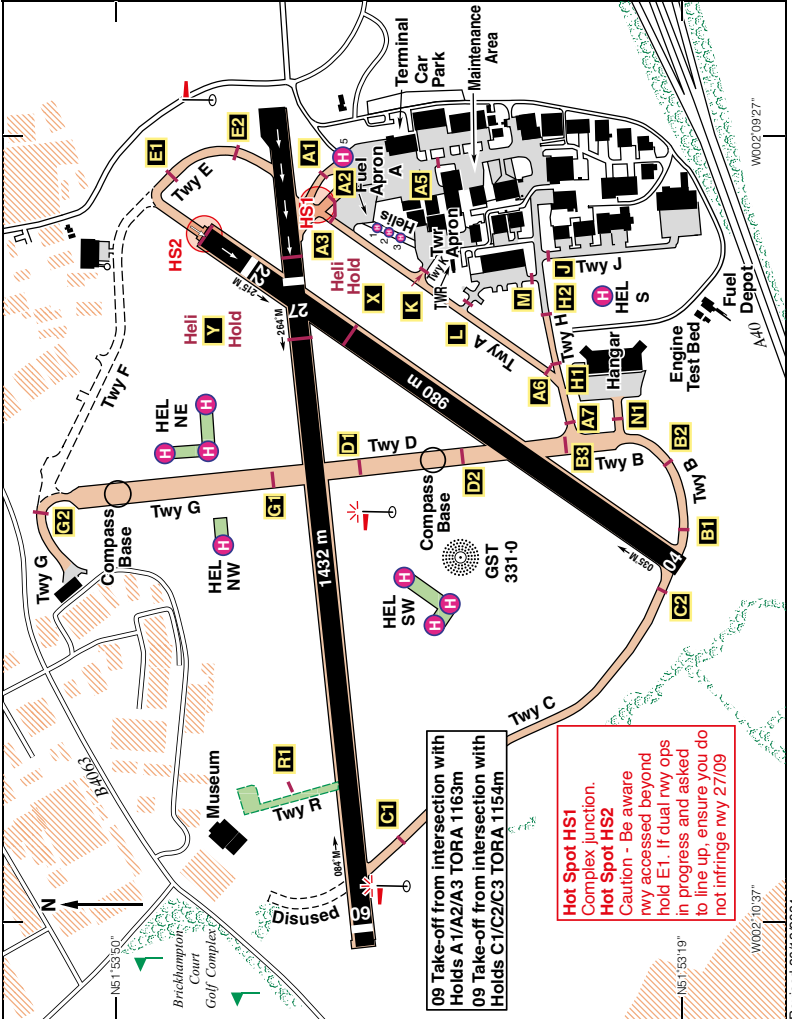 E1
E2
Twy E
HS2
22
215°M
27
264°M
Heli
Hold
Y
Twy F
HEL
NE
H
H
H
G2
Twy G
Compass
Base
Twy G
HEL
NW
H
G1
D1
Twy D
Compass
Base
D2
1432 m
980 m
Heli
Hold
X
HS1
A1
A2
A3
H
5
Fuel
Apron
A
Helis
1
2
3
H
H
H
Terminal
Car
Park
Maintenance
Area
A5
Twr
Apron
Twy K
TWR
K
L
M
Twy A
A6
J
Twy J
H2
Twy H
H1
H
HEL
S
Hangar
A7
N1
Engine
Test Bed
Fuel
Depot
A40
B3
Twy B
B2
Twy B
B1
04
035°M
C2
Twy C
C1
GST
331·0
HEL
SW
H
H
H
R1
Twy R
Museum
084°M
09
Disused
B4063
N
Brickhampton
Court
Golf Complex
N51°53'50"
N51°53'19"
W002°09'27"
W002°10'37"
09 Take-off from intersection with
Holds A1/A2/A3 TORA 1163m
09 Take-off from intersection with
Holds C1/C2/C3 TORA 1154m
Hot Spot HS1
Complex junction.
Hot Spot HS2
Caution - Be aware
rwy accessed beyond
hold E1. If dual rwy ops
in progress and asked
to line up, ensure you do
not infringe rwy 27/09